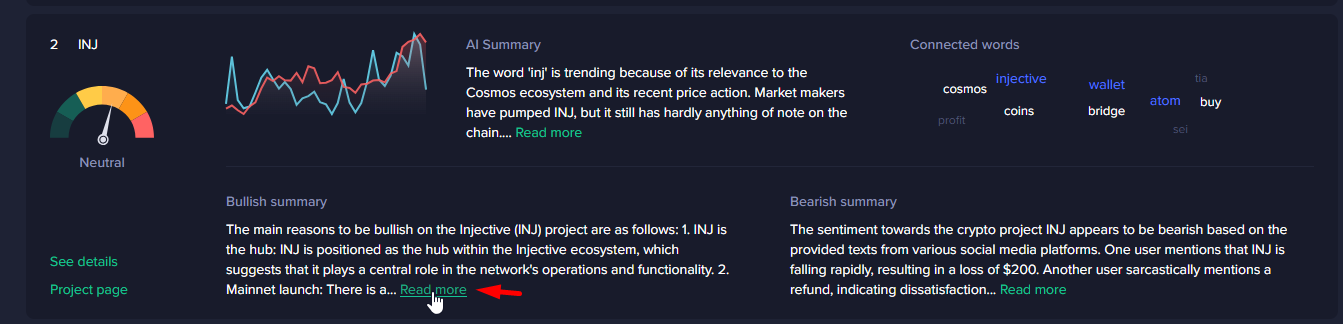 2 INJ
Neutral
See details
Project page
AI Summary
The word 'inj' is trending because of its relevance to the
Cosmos ecosystem and its recent price action. Market makers
have pumped INJ, but it still has hardly anything of note on the
chain.... Read more
Connected words
injective
wallet
tia
cosmos
atom
buy
coins
bridge
profit
sei
Bullish summary
The main reasons to be bullish on the Injective (INJ) project are as follows: 1. INJ is
the hub: INJ is positioned as the hub within the Injective ecosystem, which
suggests that it plays a central role in the network's operations and functionality. 2.
Mainnet launch: There is a... Read more
Bearish summary
The sentiment towards the crypto project INJ appears to be bearish based on the
provided texts from various social media platforms. One user mentions that INJ is
falling rapidly, resulting in a loss of $200. Another user sarcastically mentions a
refund, indicating dissatisfaction... Read more